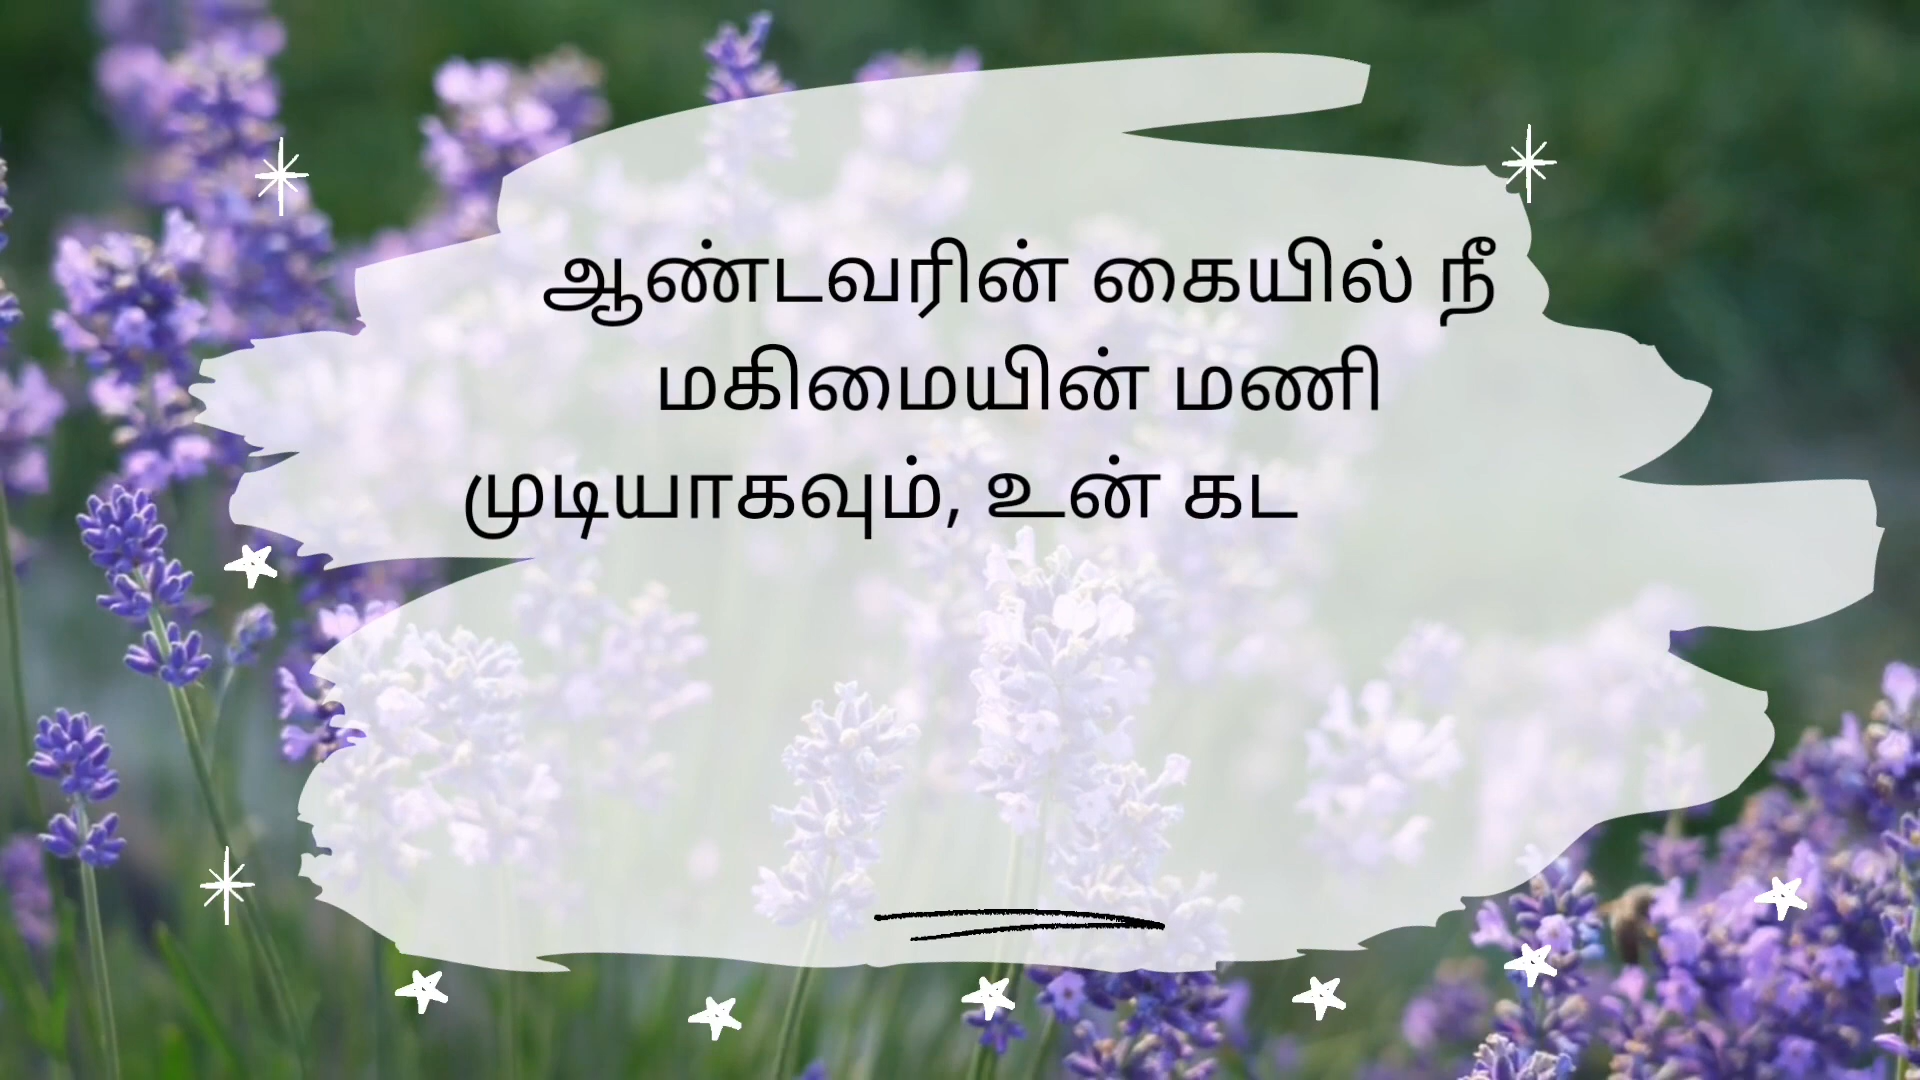 ஆண்டவரின் கையில் நீ
மகிமையின் மணி
முடியாகவும், உன் கட